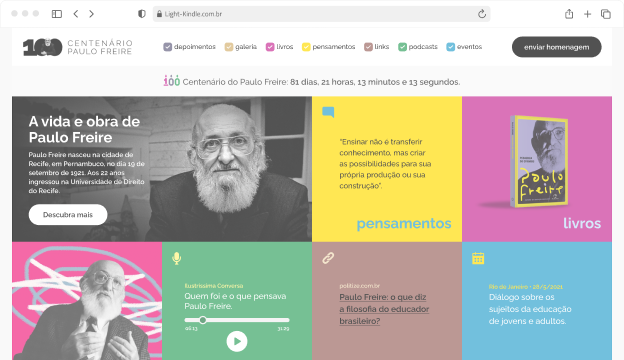 Light-Kindle.com.br
100 CENTENÁRIO
PAULO FREIRE
depoimentos galeria livros pensamentos links podcasts eventos
enviar homenagem
100 Centenário do Paulo Freire: 81 dias, 21 horas, 13 minutos e 13 segundos.
A vida e obra de
Paulo Freire
Paulo Freire nasceu na cidade de
Recife, em Pernambuco, no dia 19 de
setembro de 1921. Aos 22 anos
ingressou na Universidade de Direito
do Recife.
Descubra mais
"Ensinar não é transferir
conhecimento, mas criar
as possibilidades para sua
própria produção ou sua
construção".
pensamentos
Paulo
Freire
livros
Ilustríssima Conversa
Quem foi e o que pensava
Paulo Freire.
06:13 31:29
politize.com.br
Paulo Freire: o que diz
a filosofia do educador
brasileiro?
Rio de Janeiro - 16/5/2021
Diálogo sobre os
sujeitos da educação
de jovens e adultos.